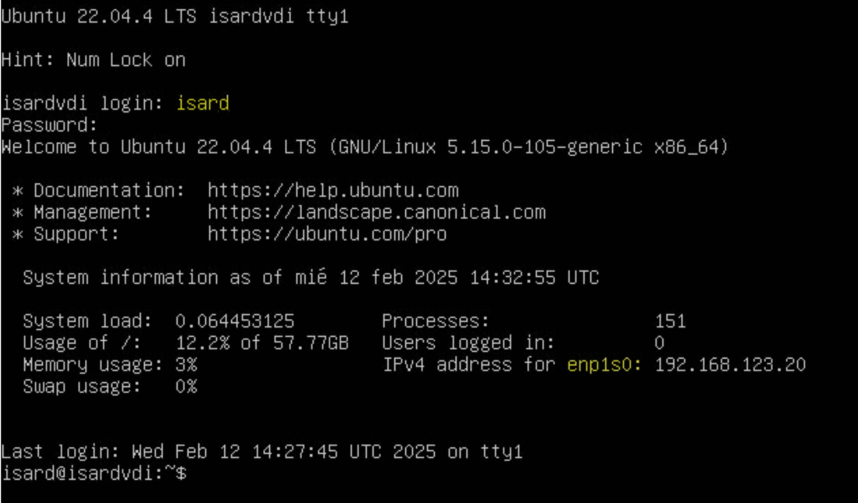 Ubuntu 22.04.4 LTS isardvdi tty1
Hint: Num Lock on
isardvdi login: isard
Password:
Welcome to Ubuntu 22.04.4 LTS (GNU/Linux 5.15.0-105-generic x86_64)
* Documentation:  https://help.ubuntu.com
* Management:     https://landscape.canonical.com
* Support:        https://ubuntu.com/pro
System information as of mié 12 feb 2025 14:32:55 UTC
System load:  0.064453125        Processes:               151
Usage of /:   12.2% of 57.77GB   Users logged in:         0
Memory usage: 3%                 IPv4 address for enp1s0: 192.168.123.20
Swap usage:   0%
Last login: Wed Feb 12 14:27:45 UTC 2025 on tty1
isard@isardvdi:~$